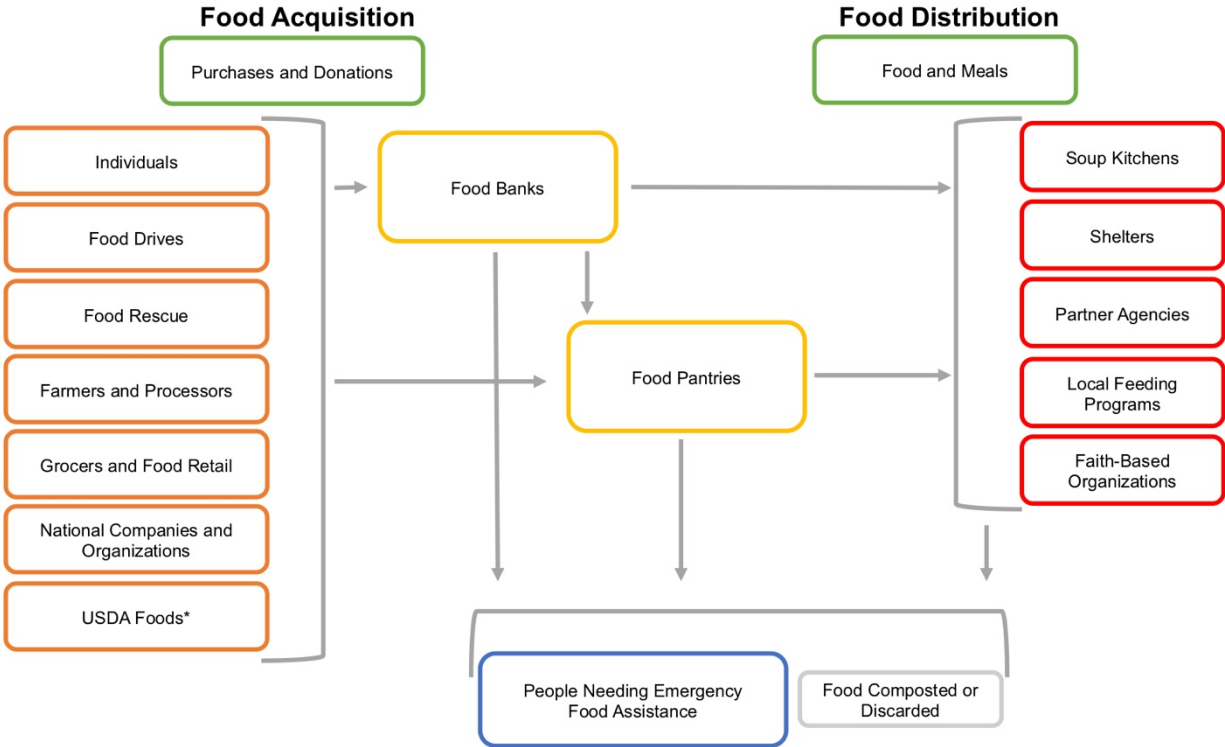 Food Acquisition
Food Distribution
Purchases and Donations
Food and Meals
Individuals
Food Drives
Food Rescue
Farmers and Processors
Grocers and Food Retail
National Companies and
Organizations
USDA Foods*
Food Banks
Food Pantries
Soup Kitchens
Shelters
Partner Agencies
Local Feeding
Programs
Faith-Based
Organizations
People Needing Emergency
Food Assistance
Food Composted or
Discarded